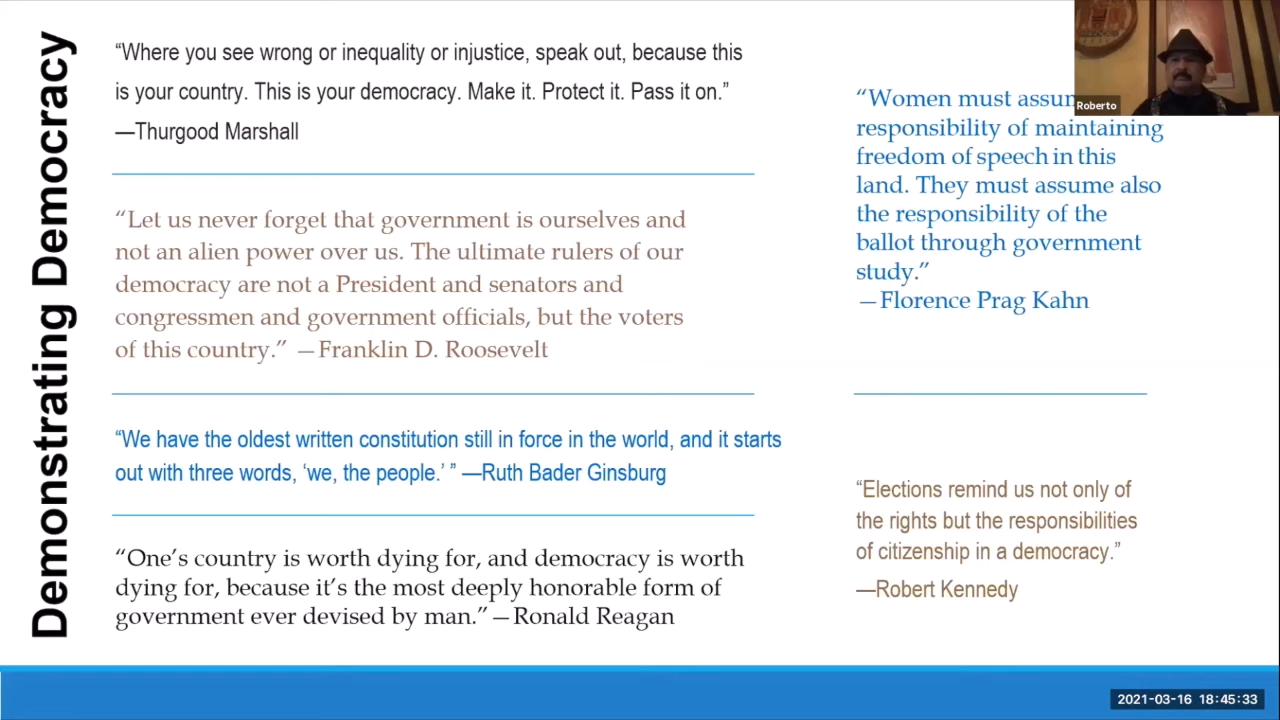 Demonstrating Democracy
“Where you see wrong or inequality or injustice, speak out, because this
is your country. This is your democracy. Make it. Protect it. Pass it on.”
—Thurgood Marshall
“Let us never forget that government is ourselves and
not an alien power over us. The ultimate rulers of our
democracy are not a President and senators and
congressmen and government officials, but the voters
of this country.” —Franklin D. Roosevelt
“We have the oldest written constitution still in force in the world, and it starts
out with three words, ‘we, the people.’ ” —Ruth Bader Ginsburg
“One’s country is worth dying for, and democracy is worth
dying for, because it’s the most deeply honorable form of
government ever devised by man.”—Ronald Reagan
Roberto
“Women must
responsibility of maintaining
freedom of speech in this
land. They must assume also
the responsibility of the
ballot through government
study.”
—Florence Prag Kahn
“Elections remind us not only of
the rights but the responsibilities
of citizenship in a democracy.”
—Robert Kennedy
2021-03-16 18:45:33